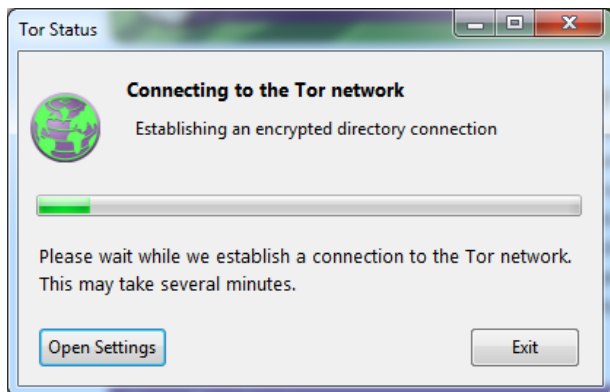 Tor Status
Connecting to the Tor network
Establishing an encrypted directory connection
Please wait while we establish a connection to the Tor network.
This may take several minutes.
Open Settings
Exit